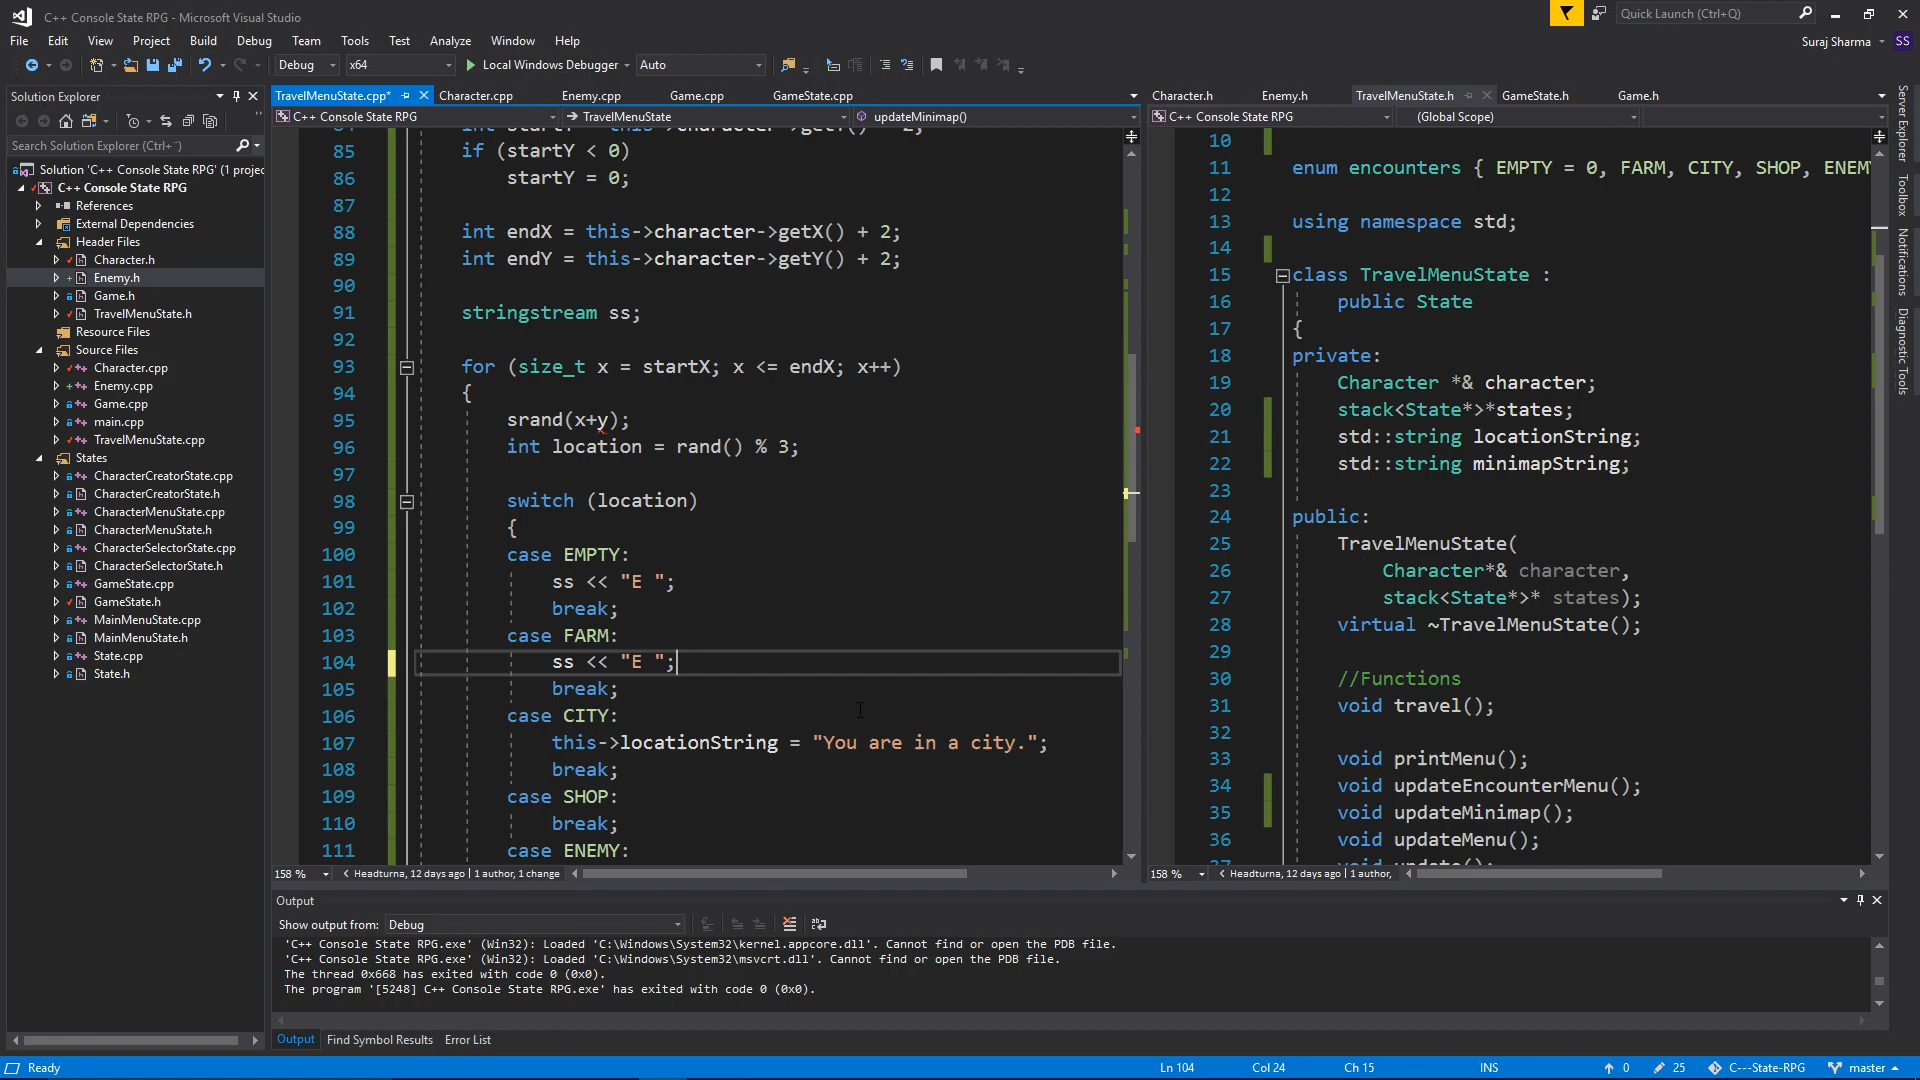 C++ Console State RPG - Microsoft Visual Studio
Quick Launch (Ctrl+Q)
File Edit View Project Build Debug Team Tools Test Analyze Window Help
Suraj Sharma SS
Debug x64 Local Windows Debugger Auto
Solution Explorer
Search Solution Explorer (Ctrl+¨)
Solution 'C++ Console State RPG' (1 projec
C++ Console State RPG
References
External Dependencies
Header Files
Character.h
Enemy.h
Game.h
TravelMenuState.h
Resource Files
Source Files
Character.cpp
Enemy.cpp
Game.cpp
main.cpp
TravelMenuState.cpp
States
CharacterCreatorState.cpp
CharacterCreatorState.h
CharacterMenuState.cpp
CharacterMenuState.h
CharacterSelectorState.cpp
CharacterSelectorState.h
GameState.cpp
GameState.h
MainMenuState.cpp
MainMenuState.h
State.cpp
State.h
TravelMenuState.cpp* Character.cpp Enemy.cpp Game.cpp GameState.cpp
C++ Console State RPG TravelMenuState updateMinimap()
85 if (startY < 0)
86 startY = 0;
87
88 int endX = this->character->getX() + 2;
89 int endY = this->character->getY() + 2;
90
91 stringstream ss;
92
93 for (size_t x = startX; x <= endX; x++)
94 {
95 srand(x+y);
96 int location = rand() % 3;
97
98 switch (location)
99 {
100 case EMPTY:
101 ss << "E ";
102 break;
103 case FARM:
104 ss << "E ";
105 break;
106 case CITY:
107 this->locationString = "You are in a city.";
108 break;
109 case SHOP:
110 break;
111 case ENEMY:
158 % Headturna, 12 days ago | 1 author, 1 change
Character.h Enemy.h TravelMenuState.h GameState.h Game.h
C++ Console State RPG (Global Scope)
10
11 enum encounters { EMPTY = 0, FARM, CITY, SHOP, ENEM
12
13 using namespace std;
14
15 class TravelMenuState :
16 public State
17 {
18 private:
19 Character *& character;
20 stack<State*>*states;
21 std::string locationString;
22 std::string minimapString;
23
24 public:
25 TravelMenuState(
26 Character*& character,
27 stack<State*>* states);
28 virtual ~TravelMenuState();
29
30 //Functions
31 void travel();
32
33 void printMenu();
34 void updateEncounterMenu();
35 void updateMinimap();
36 void updateMenu();
158 % Headturna, 12 days ago | 1 author,
Server Explorer
Toolbox
Notifications
Diagnostic Tools
Output
Show output from: Debug
'C++ Console State RPG.exe' (Win32): Loaded 'C:\Windows\System32\kernel.appcore.dll'. Cannot find or open the PDB file.
'C++ Console State RPG.exe' (Win32): Loaded 'C:\Windows\System32\msvcrt.dll'. Cannot find or open the PDB file.
The thread 0x668 has exited with code 0 (0x0).
The program '[5248] C++ Console State RPG.exe' has exited with code 0 (0x0).
Output Find Symbol Results Error List
Ready Ln 104 Col 24 Ch 15 INS 0 25 C---State-RPG master